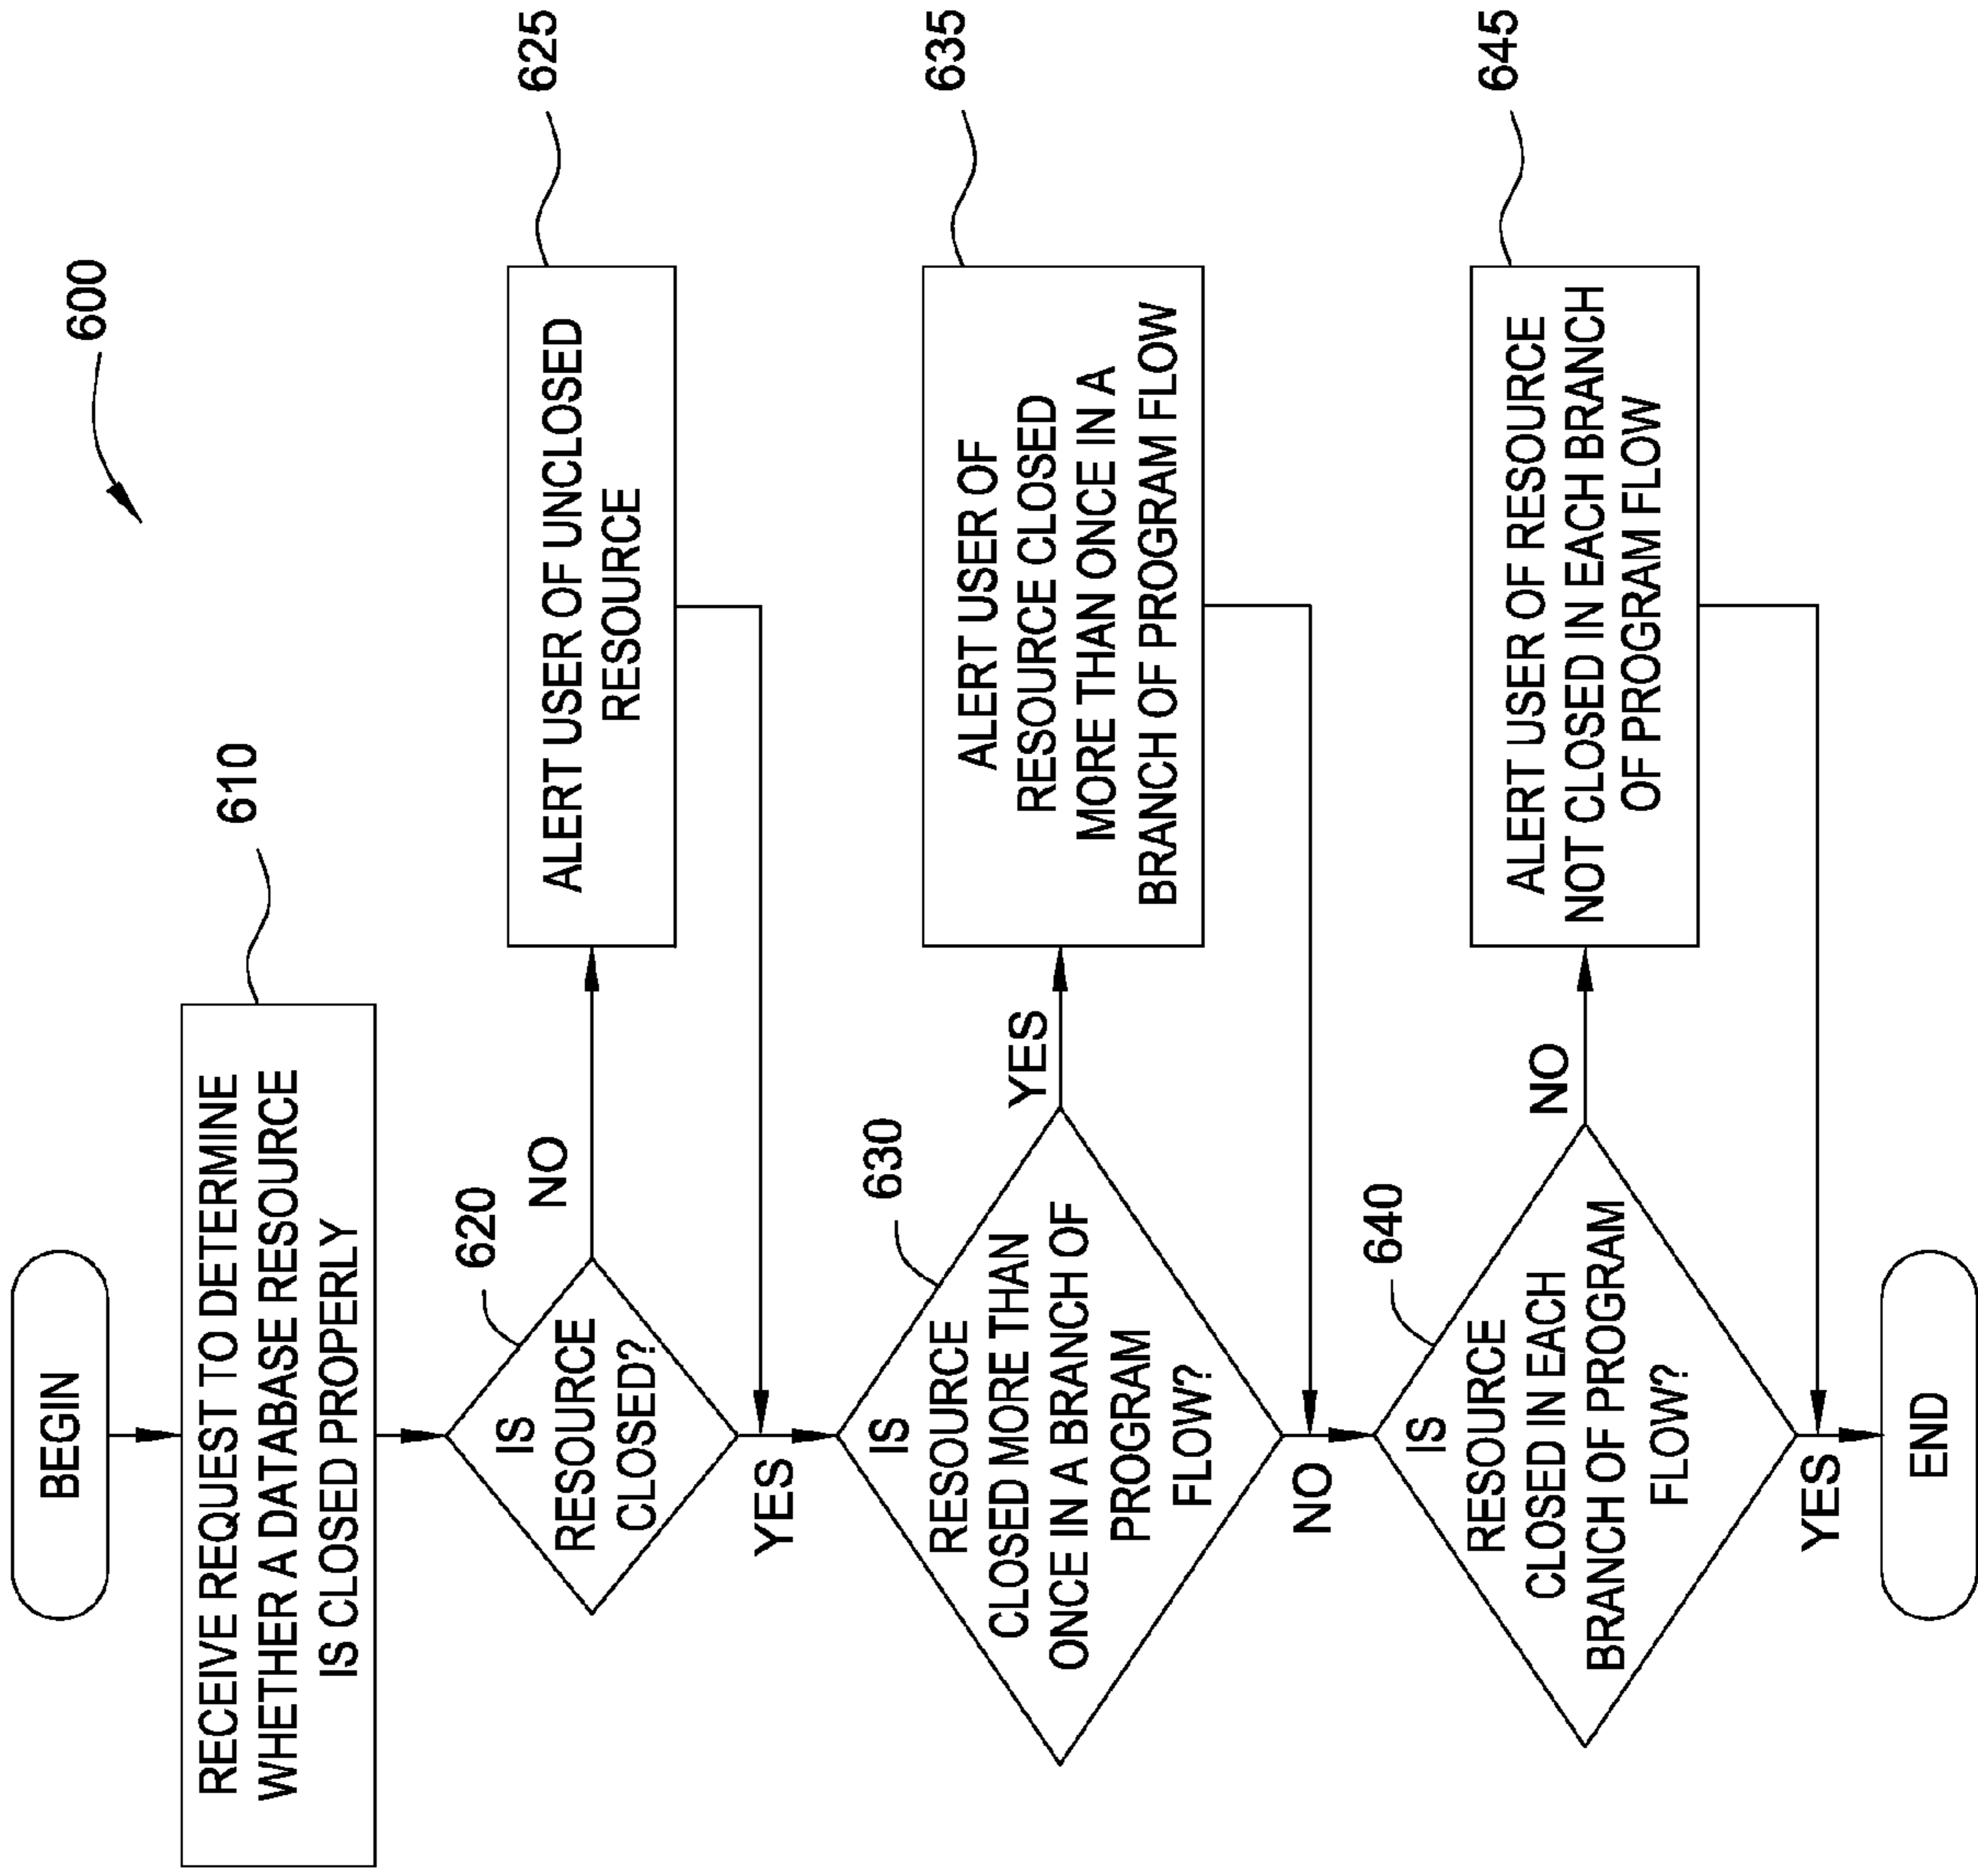 600
BEGIN
610
RECEIVE REQUEST TO DETERMINE
WHETHER A DATABASE RESOURCE
IS CLOSED PROPERLY
620
IS
RESOURCE
CLOSED?
NO
625
ALERT USER OF UNCLOSED
RESOURCE
YES
630
IS
RESOURCE
CLOSED MORE THAN
ONCE IN A BRANCH OF
PROGRAM
FLOW?
YES
635
ALERT USER OF
RESOURCE CLOSED
MORE THAN ONCE IN A
BRANCH OF PROGRAM FLOW
NO
640
IS
RESOURCE
CLOSED IN EACH
BRANCH OF PROGRAM
FLOW?
NO
645
ALERT USER OF RESOURCE
NOT CLOSED IN EACH BRANCH
OF PROGRAM FLOW
YES
END